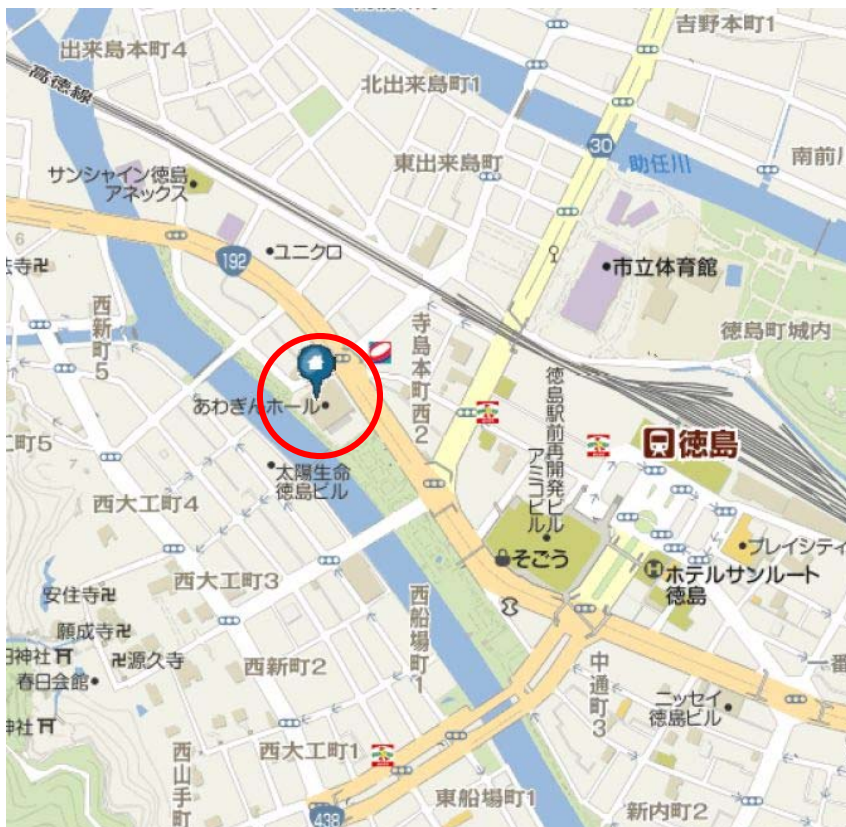 吉野本町1
出来島本町4
高徳線
北出来島町1
30
助任川
南前川
東出来島町
サンシャイン徳島
アネックス
192
ユニクロ
市立体育館
西新町5
寺島本町西2
徳島町城内
あわぎんホール
徳島駅前再開発ビル
アミコビル
徳島
町5
太陽生命
徳島ビル
西大工町4
そごう
プレイシティ
西大工町3
ホテルサンルート
徳島
安住寺卍
願成寺卍
西船場町1
神社
卍源久寺
春日会館
西新町2
中通町3
一番
ニッセイ
徳島ビル
神社
西山手町
西大工町1
東船場町1
438
新内町2